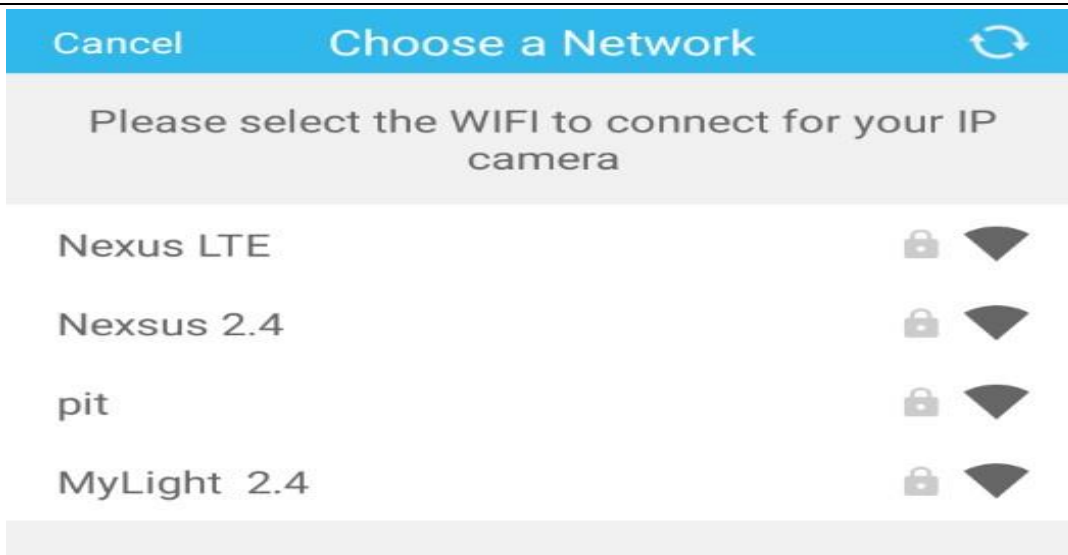 Cancel Choose a Network
Please select the WIFI to connect for your IP
camera
Nexus LTE
Nexsus 2.4
pit
MyLight 2.4